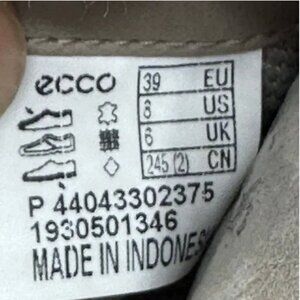 ecco
39 EU
8 US
6 UK
245 (2) CN
P 44043302375
1930501346
MADE IN INDONES